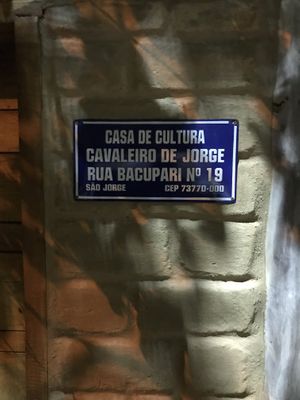 CASA DE CULTURA
CAVALEIRO DE JORGE
RUA BACUPARI Nº 19
SÃO JORGE CEP 73770-000